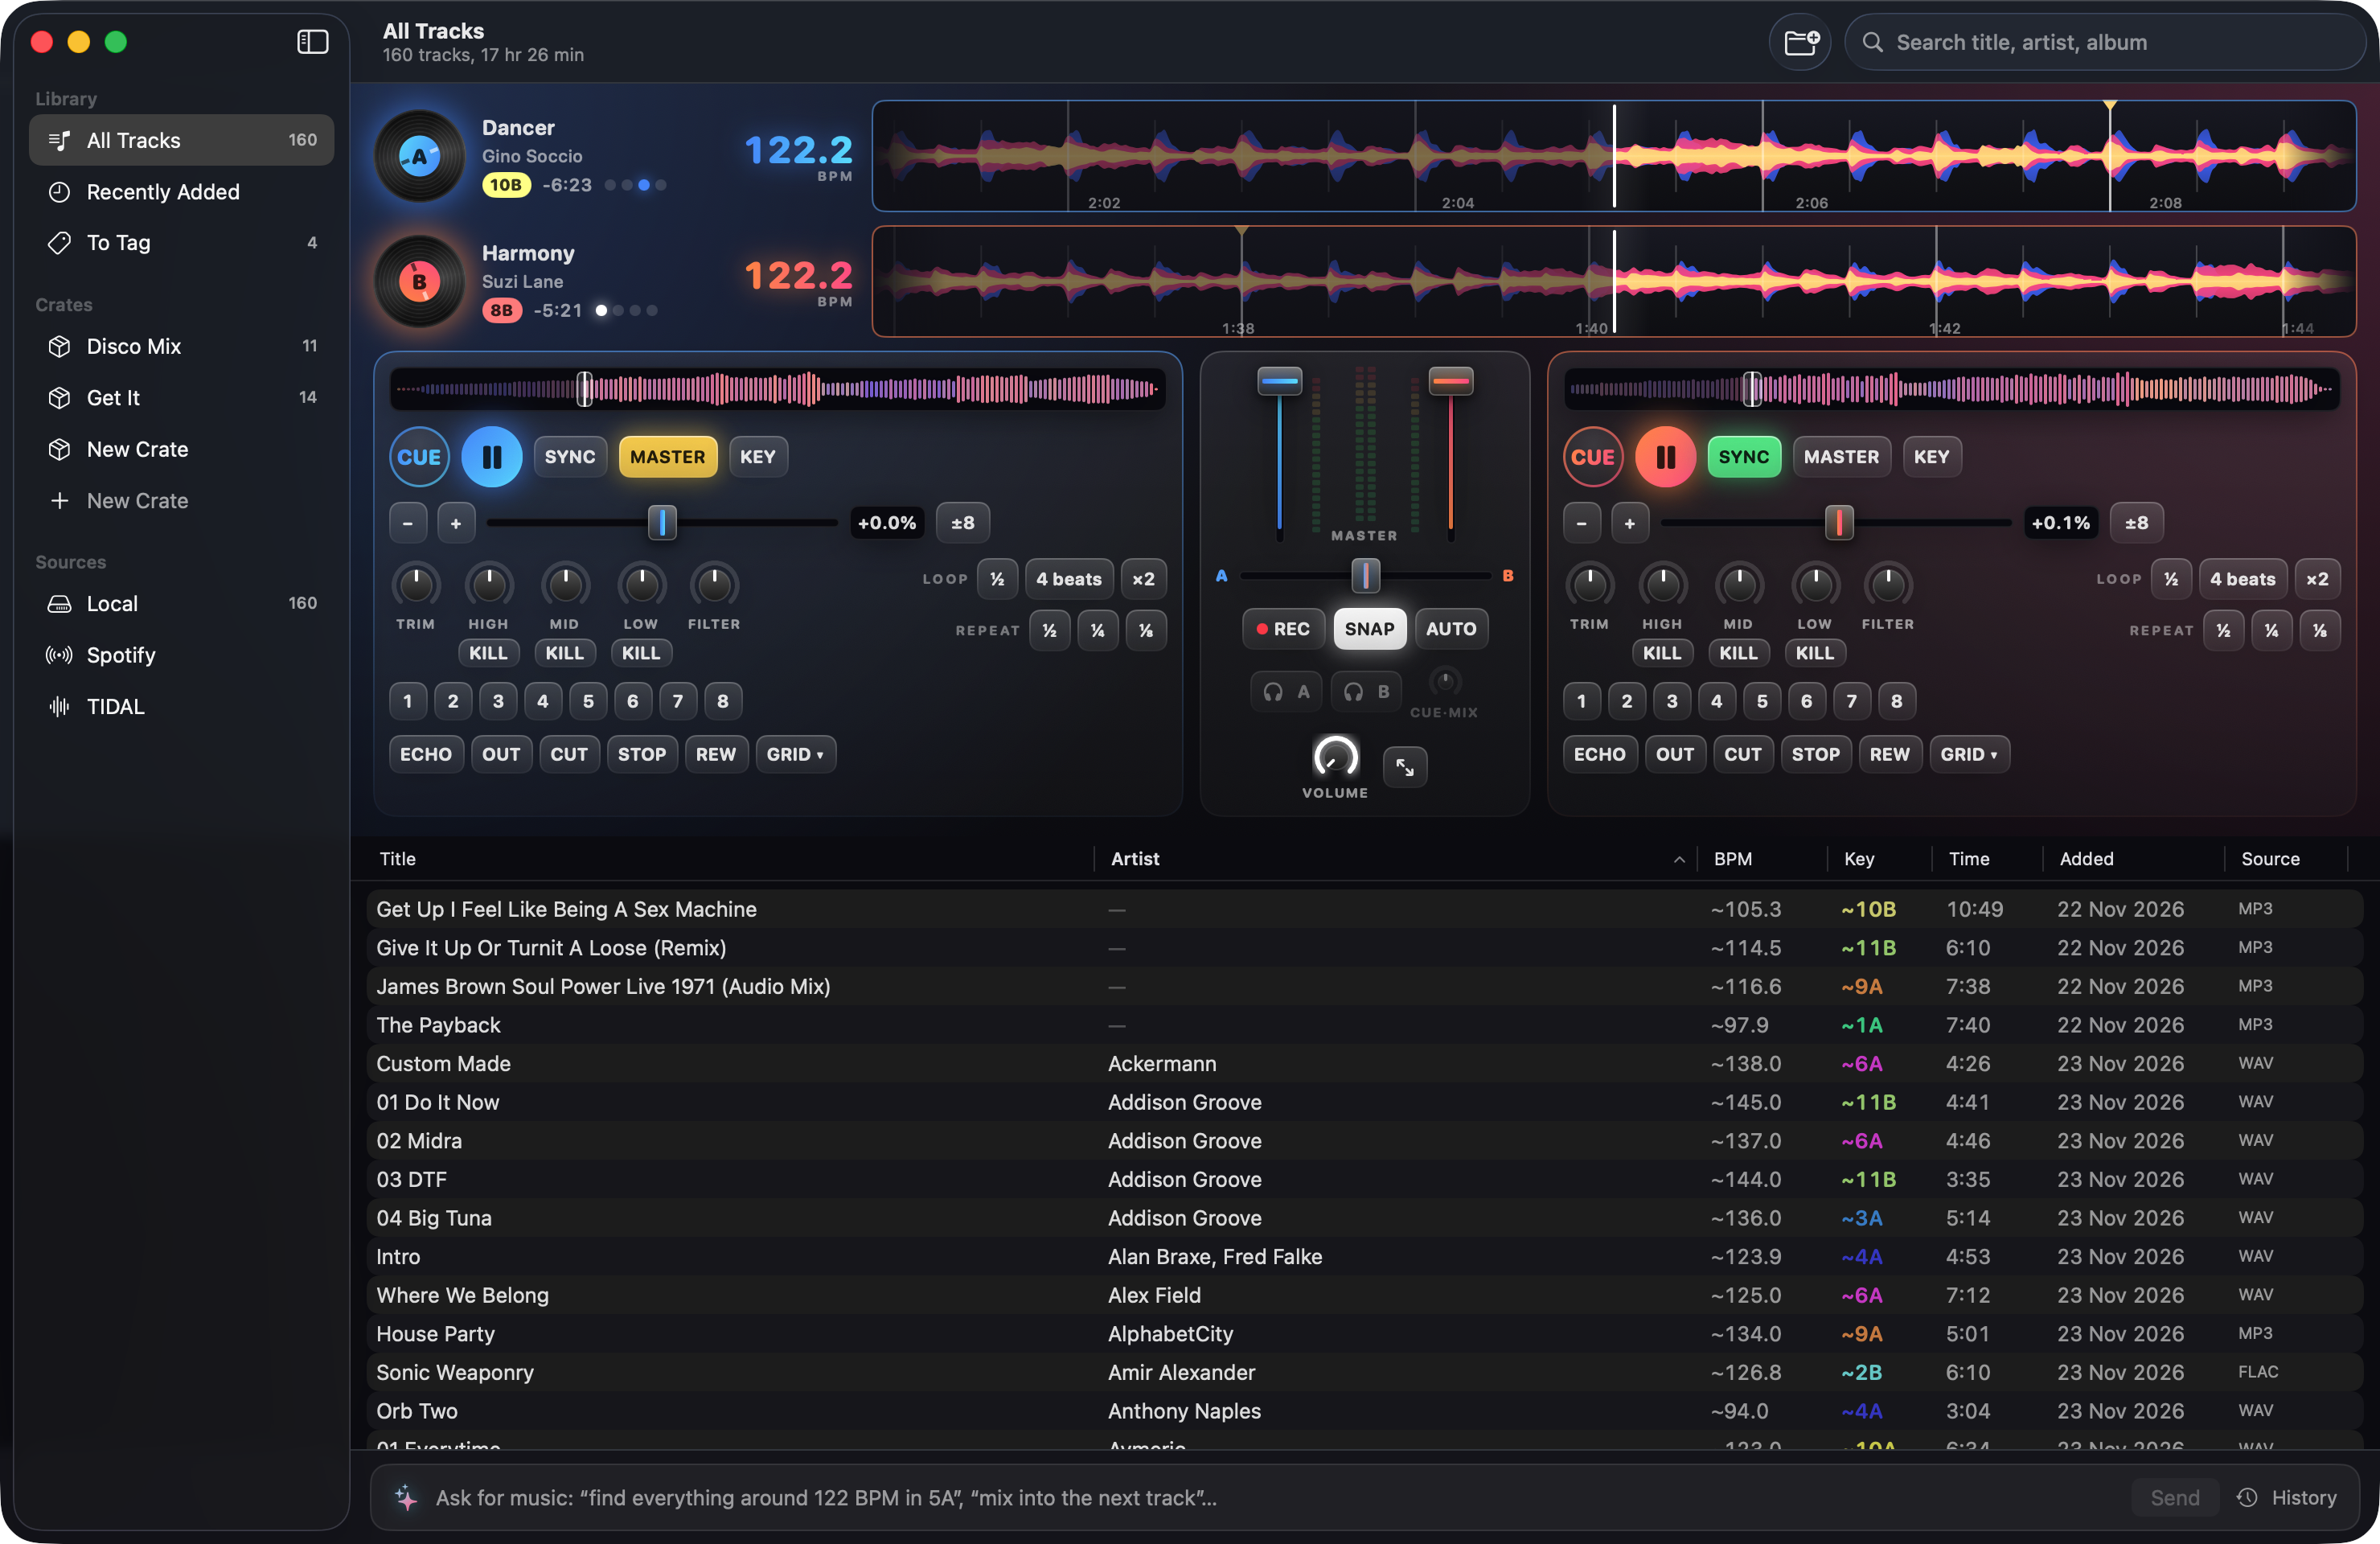 All Tracks
160 tracks, 17 hr 26 min
Search title, artist, album
Library
All Tracks 160
Recently Added
To Tag 4
Crates
Disco Mix 11
Get It 14
New Crate
+ New Crate
Sources
Local 160
Spotify
TIDAL
A
Dancer
Gino Soccio
10B -6:23
122.2
BPM
2:02 2:04 2:06 2:08
B
Harmony
Suzi Lane
8B -5:21
122.2
BPM
1:38 1:40 1:42 1:44
CUE SYNC MASTER KEY
- + +0.0% ±8
TRIM HIGH MID LOW FILTER
KILL KILL KILL
LOOP ½ 4 beats ×2
REPEAT ½ ¼ ⅛
1 2 3 4 5 6 7 8
ECHO OUT CUT STOP REW GRID ▾
MASTER
A B
REC SNAP AUTO
A B CUE-MIX
VOLUME
CUE SYNC MASTER KEY
- + +0.1% ±8
TRIM HIGH MID LOW FILTER
KILL KILL KILL
LOOP ½ 4 beats ×2
REPEAT ½ ¼ ⅛
1 2 3 4 5 6 7 8
ECHO OUT CUT STOP REW GRID ▾
Title Artist BPM Key Time Added Source
Get Up I Feel Like Being A Sex Machine — ~105.3 ~10B 10:49 22 Nov 2026 MP3
Give It Up Or Turnit A Loose (Remix) — ~114.5 ~11B 6:10 22 Nov 2026 MP3
James Brown Soul Power Live 1971 (Audio Mix) — ~116.6 ~9A 7:38 22 Nov 2026 MP3
The Payback — ~97.9 ~1A 7:40 22 Nov 2026 MP3
Custom Made Ackermann ~138.0 ~6A 4:26 23 Nov 2026 WAV
01 Do It Now Addison Groove ~145.0 ~11B 4:41 23 Nov 2026 WAV
02 Midra Addison Groove ~137.0 ~6A 4:46 23 Nov 2026 WAV
03 DTF Addison Groove ~144.0 ~11B 3:35 23 Nov 2026 WAV
04 Big Tuna Addison Groove ~136.0 ~3A 5:14 23 Nov 2026 WAV
Intro Alan Braxe, Fred Falke ~123.9 ~4A 4:53 23 Nov 2026 WAV
Where We Belong Alex Field ~125.0 ~6A 7:12 23 Nov 2026 WAV
House Party AlphabetCity ~134.0 ~9A 5:01 23 Nov 2026 MP3
Sonic Weaponry Amir Alexander ~126.8 ~2B 6:10 23 Nov 2026 FLAC
Orb Two Anthony Naples ~94.0 ~4A 3:04 23 Nov 2026 WAV
01 Everytime Aymeric ~123.0 ~10A 6:34 23 Nov 2026 WAV
Ask for music: “find everything around 122 BPM in 5A”, “mix into the next track”...
Send History